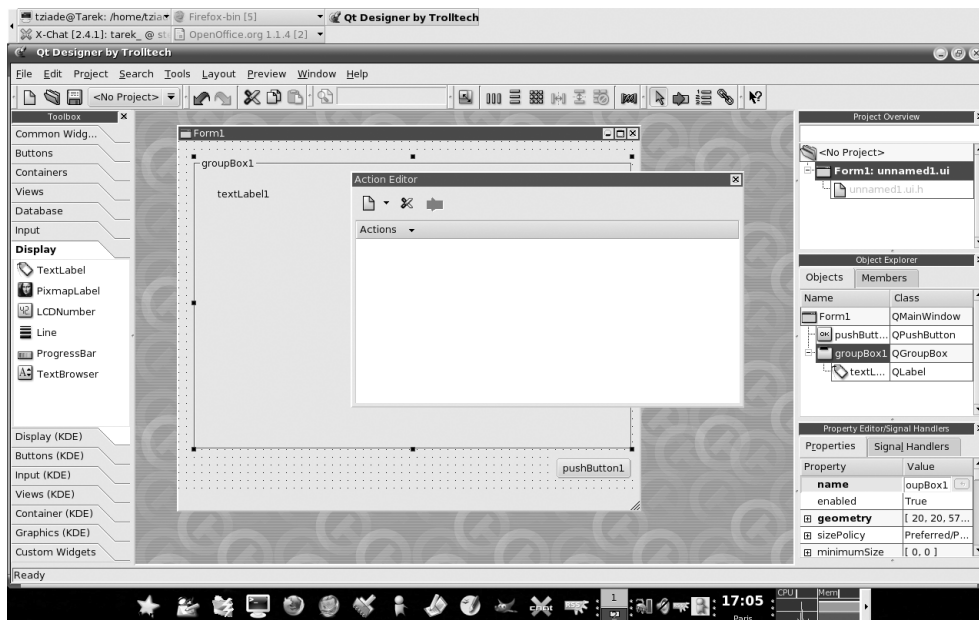 tziade@Tarek: /home/tzia
Firefox-bin [5]
Qt Designer by Trolltech
X-Chat [2.4.1]: tarek_ @ st
OpenOffice.org 1.1.4 [2]
Qt Designer by Trolltech
File Edit Project Search Tools Layout Preview Window Help
<No Project>
Toolbox
Common Widg...
Buttons
Containers
Views
Database
Input
Display
TextLabel
PixmapLabel
LCDNumber
Line
ProgressBar
TextBrowser
Display (KDE)
Buttons (KDE)
Input (KDE)
Views (KDE)
Container (KDE)
Graphics (KDE)
Custom Widgets
Form1
groupBox1
textLabel1
pushButton1
Action Editor
Actions
Project Overview
<No Project>
Form1: unnamed1.ui
unnamed1.ui.h
Object Explorer
Objects Members
Name Class
Form1 QMainWindow
pushButt... QPushButton
groupBox1 QGroupBox
textL... QLabel
Property Editor/Signal Handlers
Properties Signal Handlers
Property Value
name oupBox1
enabled True
geometry [ 20, 20, 57...
sizePolicy Preferred/P...
minimumSize [ 0, 0 ]
Ready
chat
RSS
1
17:05
Paris
CPU
Mem